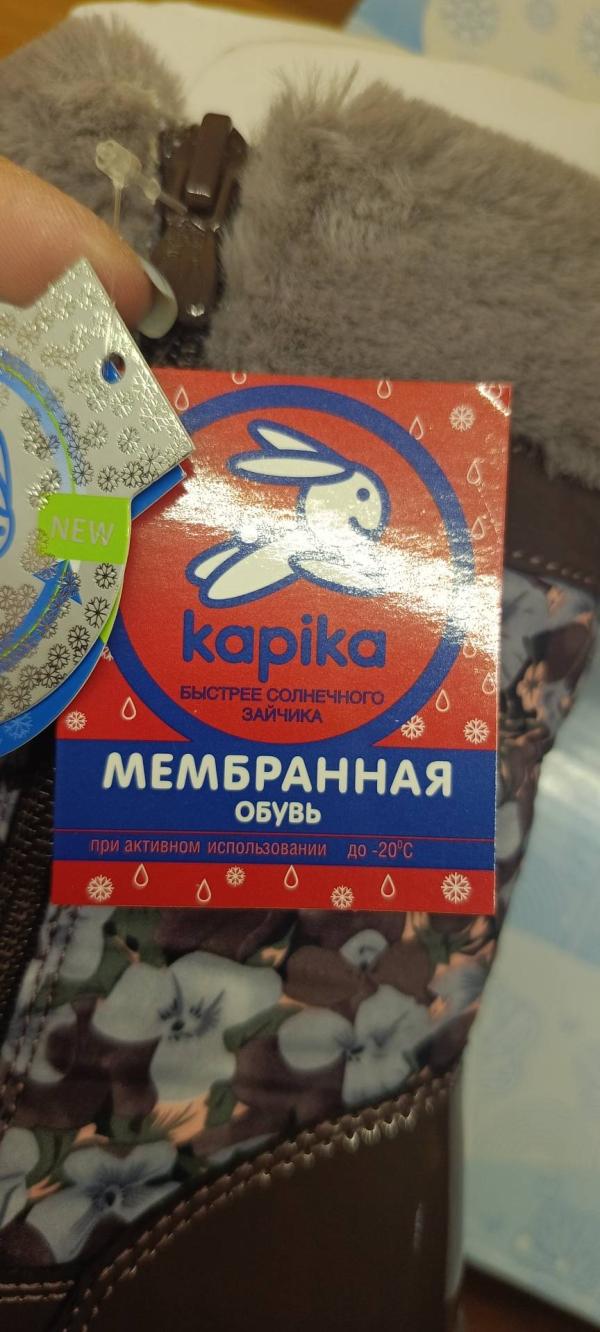 NEW
kapika
БЫСТРЕЕ СОЛНЕЧНОГО
ЗАЙЧИКА
МЕМБРАННАЯ
ОБУВЬ
при активном использовании до -20°С